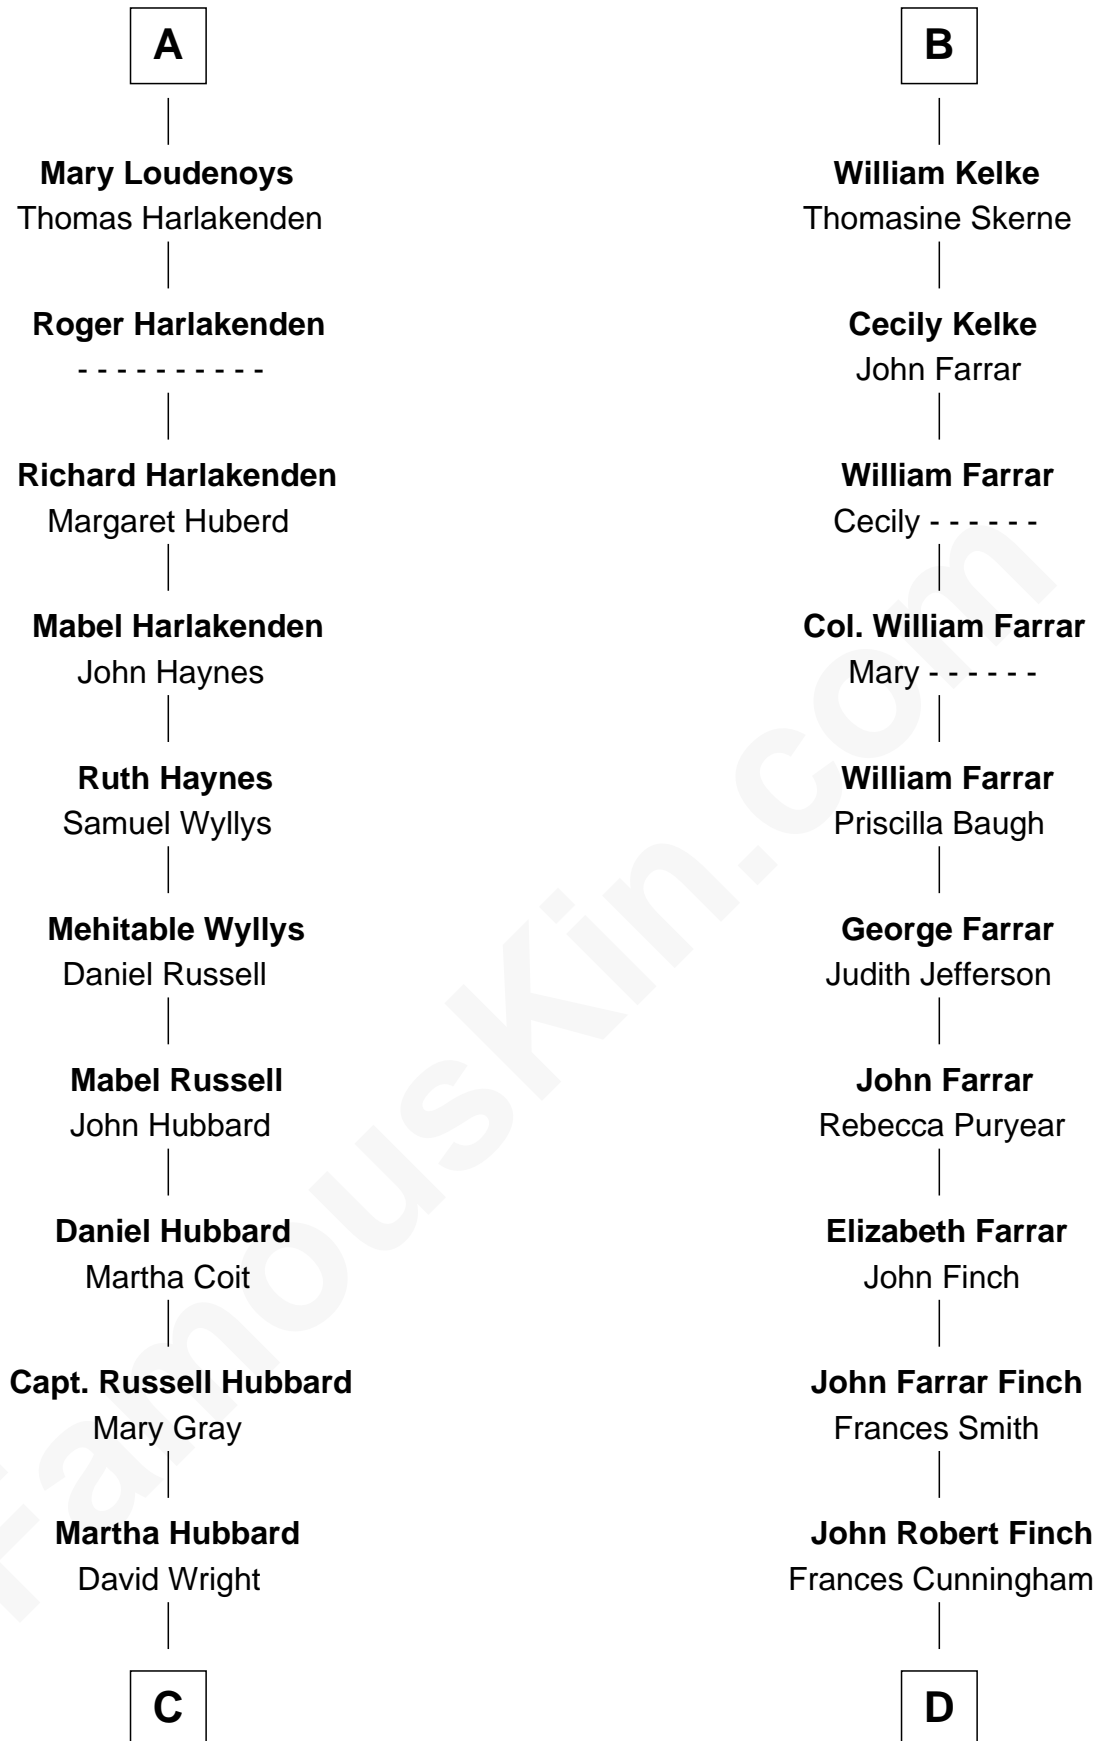 A
Mary Loudenoys
Thomas Harlakenden
Roger Harlakenden
- - - - - - - - - -
Richard Harlakenden
Margaret Huberd
Mabel Harlakenden
John Haynes
Ruth Haynes
Samuel Wyllys
Mehitable Wyllys
Daniel Russell
Mabel Russell
John Hubbard
Daniel Hubbard
Martha Coit
Capt. Russell Hubbard
Mary Gray
Martha Hubbard
David Wright
C
B
William Kelke
Thomasine Skerne
Cecily Kelke
John Farrar
William Farrar
Cecily - - - - - -
Col. William Farrar
Mary - - - - - -
William Farrar
Priscilla Baugh
George Farrar
Judith Jefferson
John Farrar
Rebecca Puryear
Elizabeth Farrar
John Finch
John Farrar Finch
Frances Smith
John Robert Finch
Frances Cunningham
D
FamousKin.com